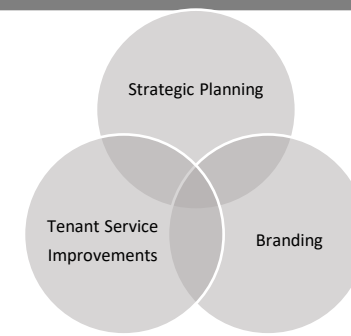 Strategic Planning
Tenant Service
Improvements
Branding